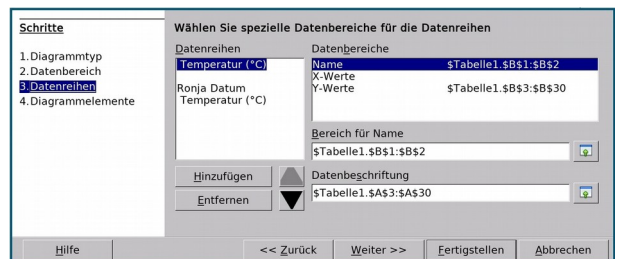 Schritte
1.Diagrammtyp
2.Datenbereich
3.Datenreihen
4.Diagrammelemente
Wählen Sie spezielle Datenbereiche für die Datenreihen
Datenreihen
Temperatur (°C)
Ronja Datum
Temperatur (°C)
Hinzufügen
Entfernen
Datenbereiche
Name $Tabelle1.$B$1:$B$2
X-Werte
Y-Werte $Tabelle1.$B$3:$B$30
Bereich für Name
$Tabelle1.$B$1:$B$2
Datenbeschriftung
$Tabelle1.$A$3:$A$30
Hilfe << Zurück Weiter >> Fertigstellen Abbrechen